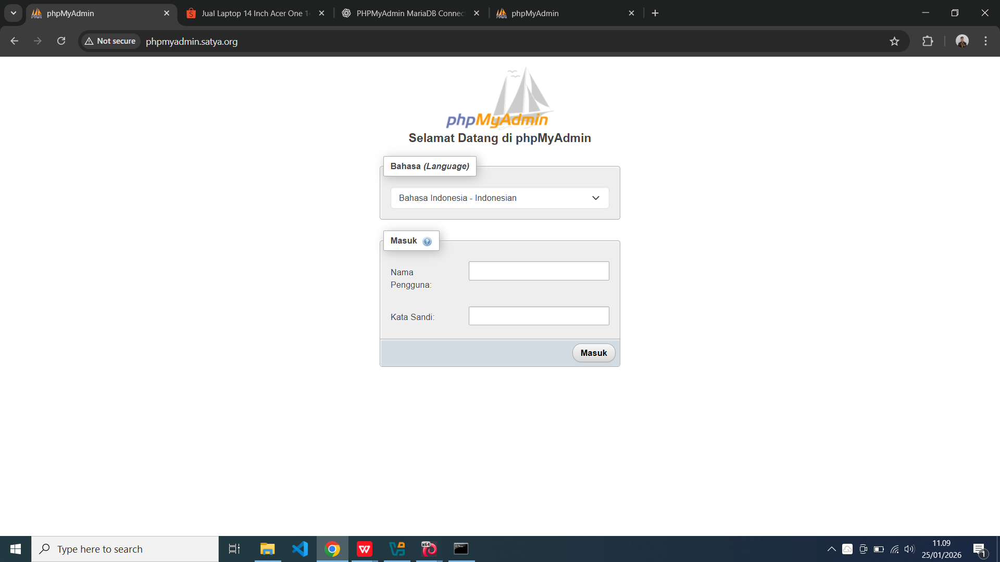 phpMyAdmin
Jual Laptop 14 Inch Acer One 1
PHPMyAdmin MariaDB Connec
phpMyAdmin
Not secure
phpmyadmin.satya.org
phpMyAdmin
Selamat Datang di phpMyAdmin
Bahasa (Language)
Bahasa Indonesia - Indonesian
Masuk
Nama
Pengguna:
Kata Sandi:
Masuk
Type here to search
11.09
25/01/2026
1